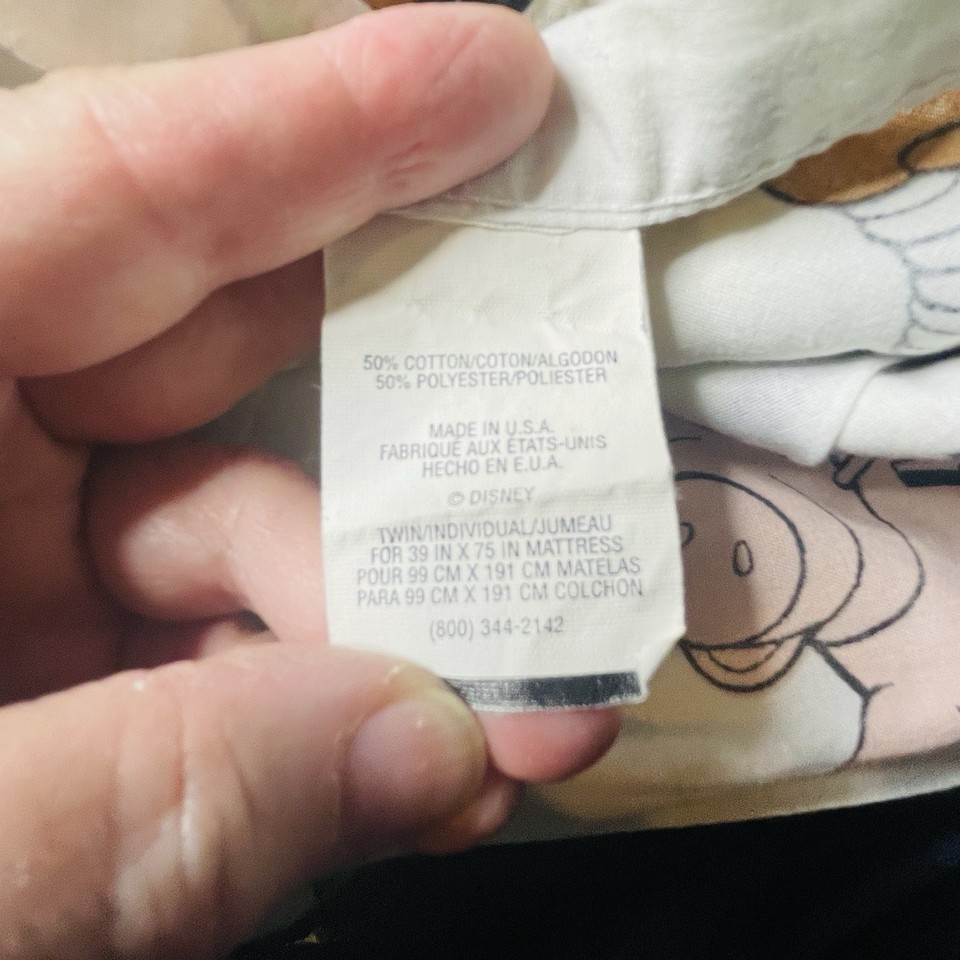 50% COTTON/COTON/ALGODON
50% POLYESTER/POLIESTER
MADE IN U.S.A.
FABRIQUÉ AUX ÉTATS-UNIS
HECHO EN E.U.A.
© DISNEY
TWIN/INDIVIDUAL/JUMEAU
FOR 39 IN X 75 IN MATTRESS
POUR 99 CM X 191 CM MATELAS
PARA 99 CM X 191 CM COLCHON
(800) 344-2142